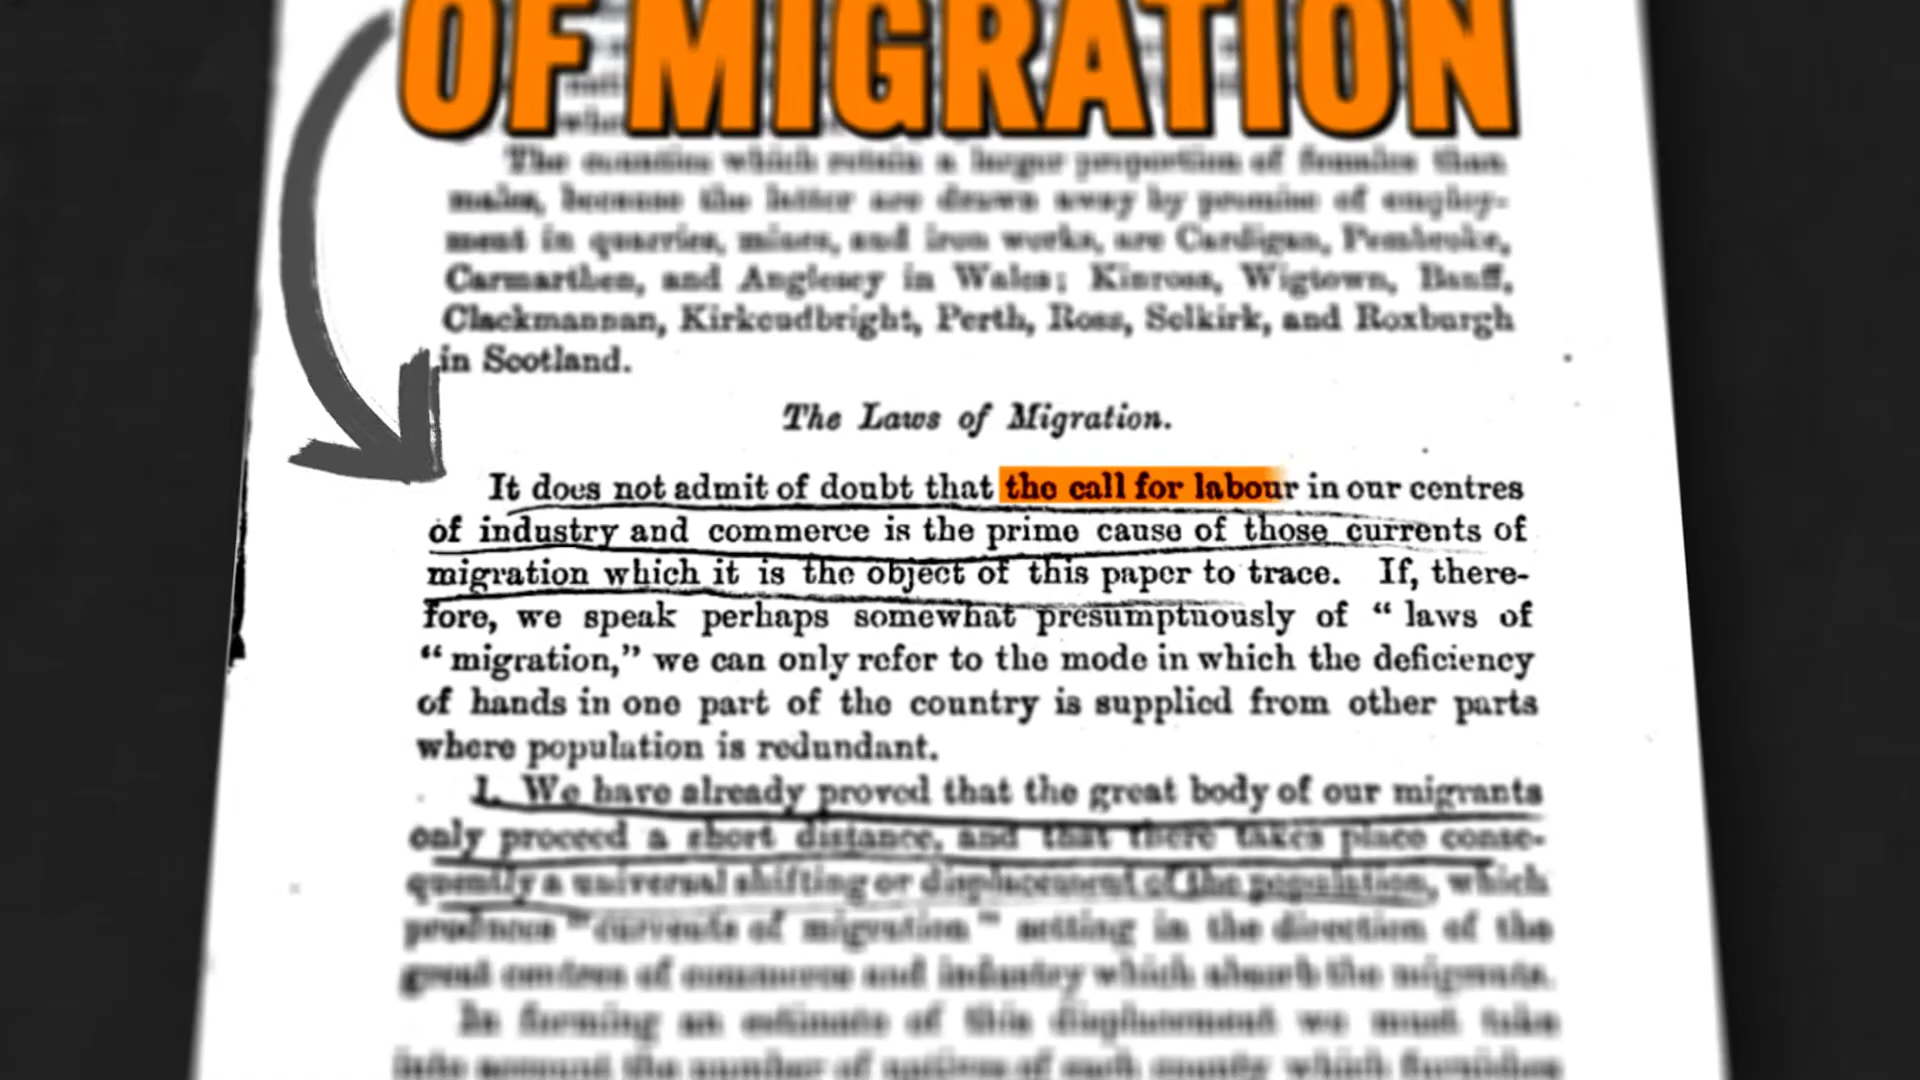 OF MIGRATION
The counties which retain a larger proportion of females than
males, because the latter are drawn away by promise of employ-
ment in quarries, mines, and iron works, are Cardigan, Pembroke,
Carmarthen, and Anglesey in Wales; Kinross, Wigtown, Banff,
Clackmannan, Kirkcudbright, Perth, Ross, Selkirk, and Roxburgh
in Scotland.
The Laws of Migration.
It does not admit of doubt that the call for labour in our centres
of industry and commerce is the prime cause of those currents of
migration which it is the object of this paper to trace. If, there-
fore, we speak perhaps somewhat presumptuously of “ laws of
“ migration,” we can only refer to the mode in which the deficiency
of hands in one part of the country is supplied from other parts
where population is redundant.
1. We have already proved that the great body of our migrants
only proceed a short distance, and that there takes place conse-
quently a universal shifting or displacement of the population, which
produces “ currents of migration ” setting in the direction of the
great centres of commerce and industry which absorb the migrants.
In forming an estimate of this displacement we must take
into account the number of natives of each county which furnishes